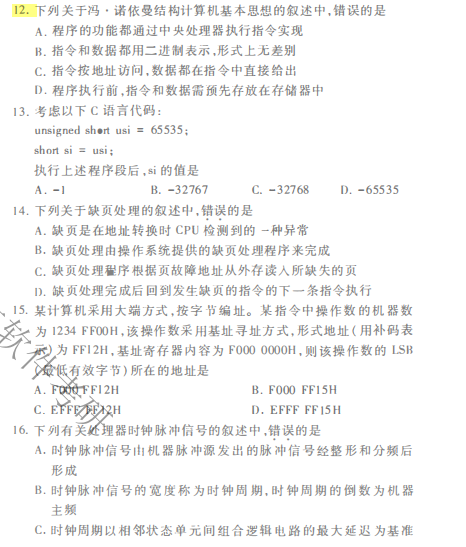 12. 下列关于冯·诺依曼结构计算机基本思想的叙述中,错误的是
A. 程序的功能都通过中央处理器执行指令实现
B. 指令和数据都用二进制表示,形式上无差别
C. 指令按地址访问,数据都在指令中直接给出
D. 程序执行前,指令和数据需预先存放在存储器中
13. 考虑以下 C 语言代码:
unsigned short usi = 65535;
short si = usi;
执行上述程序段后,si 的值是
A. -1 B. -32767 C. -32768 D. -65535
14. 下列关于缺页处理的叙述中,错误的是
A. 缺页是在地址转换时 CPU 检测到的一种异常
B. 缺页处理由操作系统提供的缺页处理程序来完成
C. 缺页处理程序根据页故障地址从外存读入所缺失的页
D. 缺页处理完成后回到发生缺页的指令的下一条指令执行
15. 某计算机采用大端方式,按字节编址。某指令中操作数的机器数
为 1234 FF00H,该操作数采用基址寻址方式,形式地址(用补码表
示)为 FF12H,基址寄存器内容为 F000 0000H,则该操作数的 LSB
(最低有效字节)所在的地址是
A. F000 FF12H B. F000 FF15H
C. EFFF FF12H D. EFFF FF15H
16. 下列有关处理器时钟脉冲信号的叙述中,错误的是
A. 时钟脉冲信号由机器脉冲源发出的脉冲信号经整形和分频后
形成
B. 时钟脉冲信号的宽度称为时钟周期,时钟周期的倒数为机器
主频
C. 时钟周期以相邻状态单元间组合逻辑电路的最大延迟为基准
软件考研